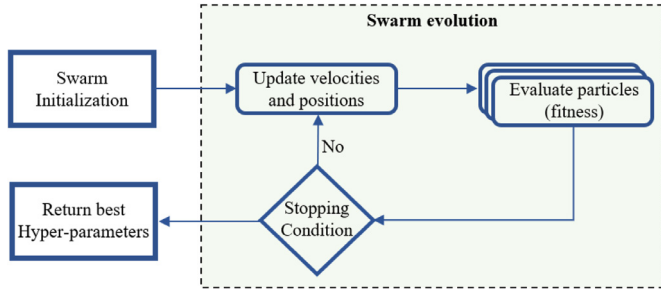 Swarm evolution
Swarm
Initialization
Update velocities
and positions
Evaluate particles
(fitness)
No
Return best
Hyper-parameters
Stopping
Condition